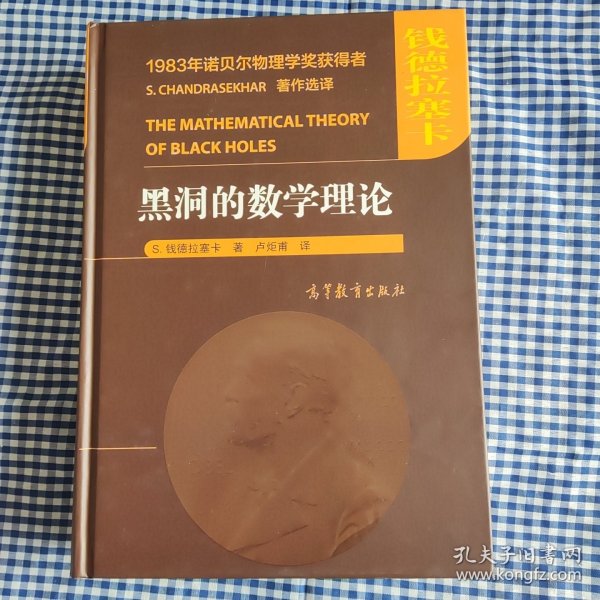 1983年诺贝尔物理学奖获得者
S. CHANDRASEKHAR 著作选译
钱德拉塞卡
THE MATHEMATICAL THEORY
OF BLACK HOLES
黑洞的数学理论
S. 钱德拉塞卡 著 卢炬甫 译
高等教育出版社
孔夫子旧书网
www.kongfz.com